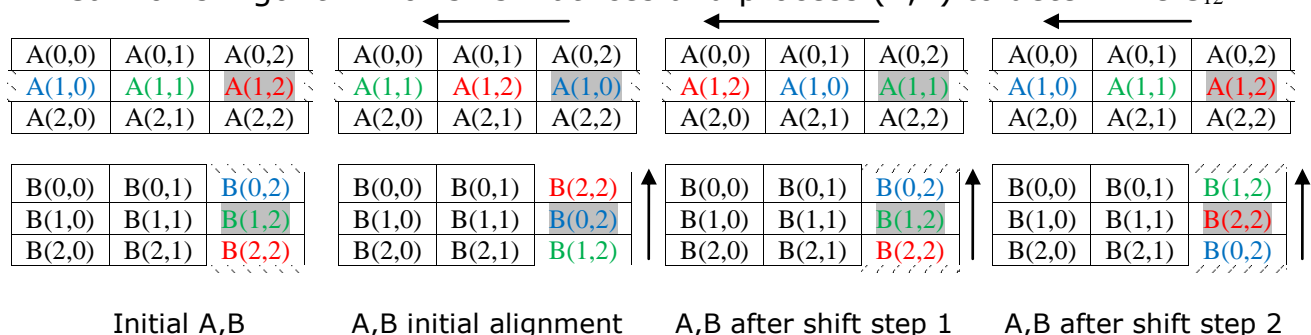 A(0,0) A(0,1) A(0,2) A(0,0) A(0,1) A(0,2) A(0,0) A(0,1) A(0,2) A(0,0) A(0,1) A(0,2)
A(1,0) A(1,1) A(1,2) A(1,1) A(1,2) A(1,0) A(1,2) A(1,0) A(1,1) A(1,0) A(1,1) A(1,2)
A(2,0) A(2,1) A(2,2) A(2,0) A(2,1) A(2,2) A(2,0) A(2,1) A(2,2) A(2,0) A(2,1) A(2,2)
B(0,0) B(0,1) B(0,2) B(0,0) B(0,1) B(2,2) B(0,0) B(0,1) B(0,2) B(0,0) B(0,1) B(1,2)
B(1,0) B(1,1) B(1,2) B(1,0) B(1,1) B(0,2) B(1,0) B(1,1) B(1,2) B(1,0) B(1,1) B(2,2)
B(2,0) B(2,1) B(2,2) B(2,0) B(2,1) B(1,2) B(2,0) B(2,1) B(2,2) B(2,0) B(2,1) B(0,2)
Initial A,B A,B initial alignment A,B after shift step 1 A,B after shift step 2